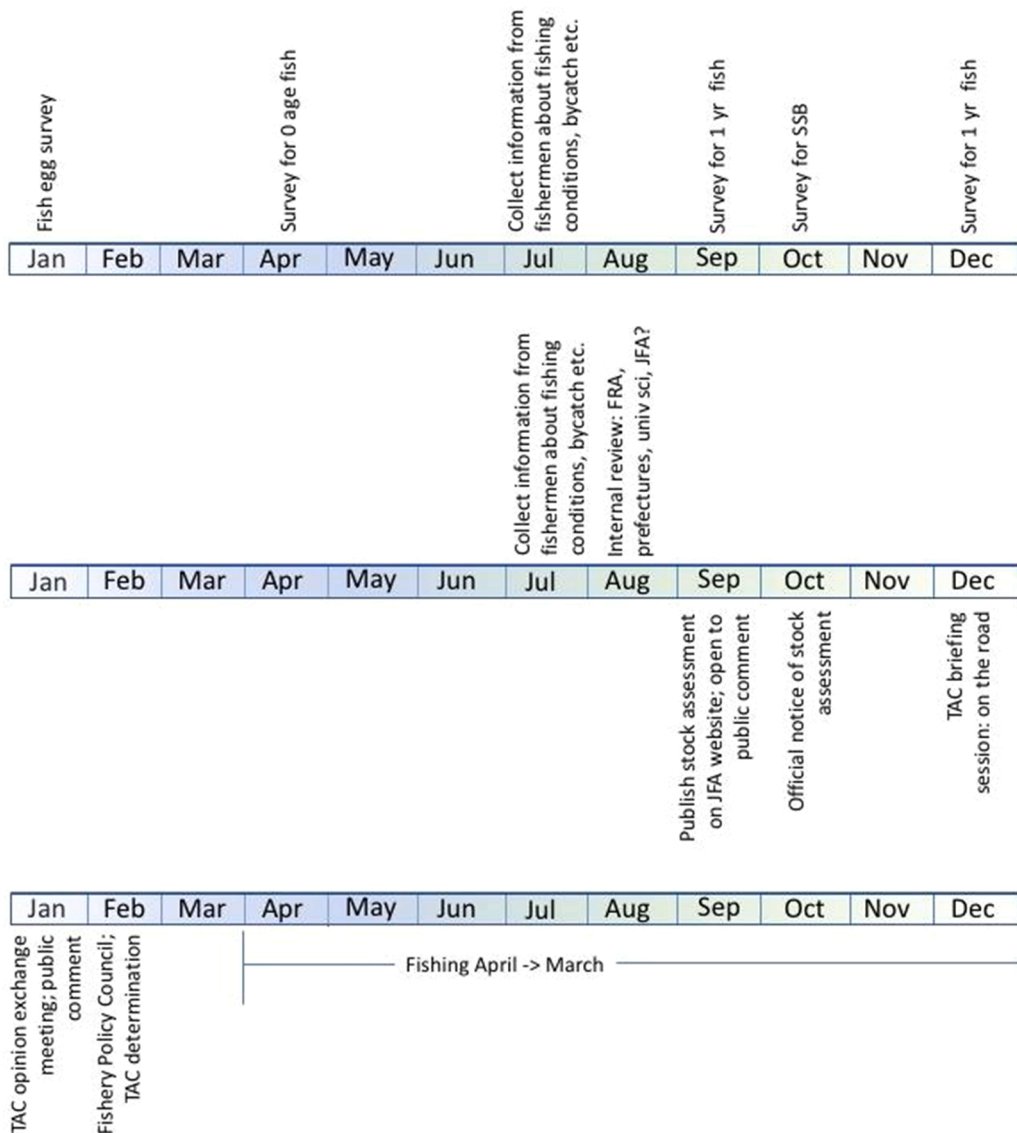 Fish egg survey
Survey for 0 age fish
Collect information from
fishermen about fishing
conditions, bycatch etc.
Survey for 1 yr fish
Survey for SSB
Survey for 1 yr fish
Jan Feb Mar Apr May Jun Jul Aug Sep Oct Nov Dec
Collect information from
fishermen about fishing
conditions, bycatch etc.
Internal review: FRA,
prefectures, univ sci, JFA?
Jan Feb Mar Apr May Jun Jul Aug Sep Oct Nov Dec
Publish stock assessment
on JFA website; open to
public comment
Official notice of stock
assessment
TAC briefing
session: on the road
Jan Feb Mar Apr May Jun Jul Aug Sep Oct Nov Dec
TAC opinion exchange
meeting; public
comment
Fishery Policy Council;
TAC determination
Fishing April -> March